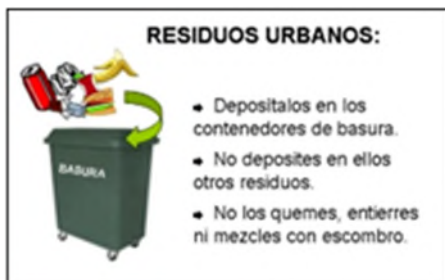 RESIDUOS URBANOS:
➨ Depositalos en los
contenedores de basura.
➨ No deposites en ellos
otros residuos.
➨ No los quemes, entierres
ni mezcles con escombro.
BASURA